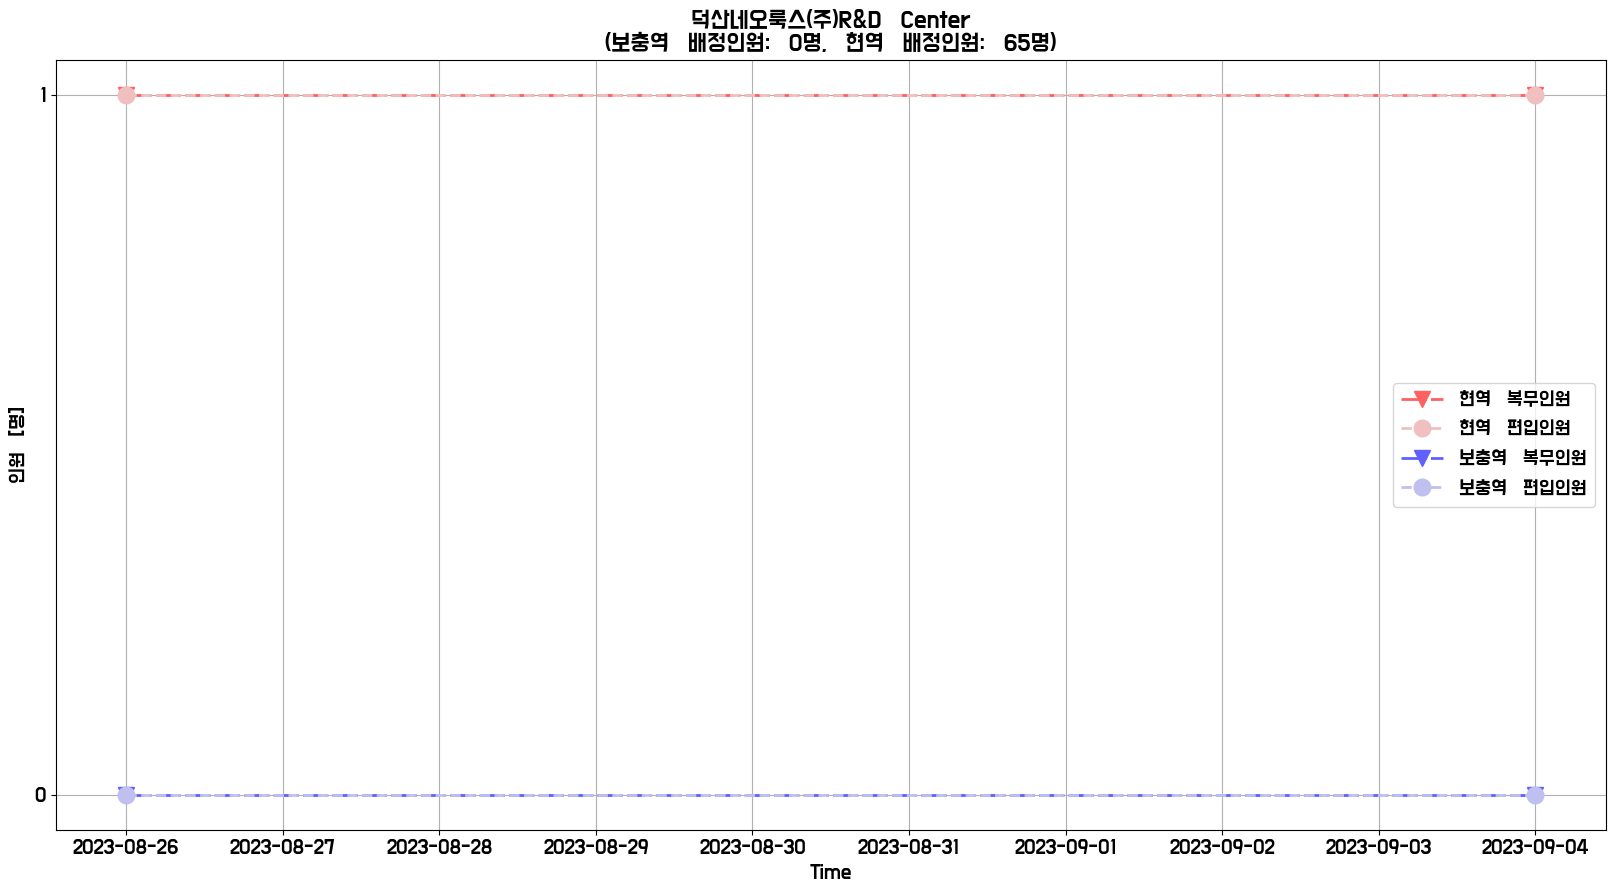 덕산네오룩스(주)R&D Center
(보충역 배정인원: 0명, 현역 배정인원: 65명)
1
0
인원 [명]
현역 복무인원
현역 편입인원
보충역 복무인원
보충역 편입인원
2023-08-26 2023-08-27 2023-08-28 2023-08-29 2023-08-30 2023-08-31 2023-09-01 2023-09-02 2023-09-03 2023-09-04
Time